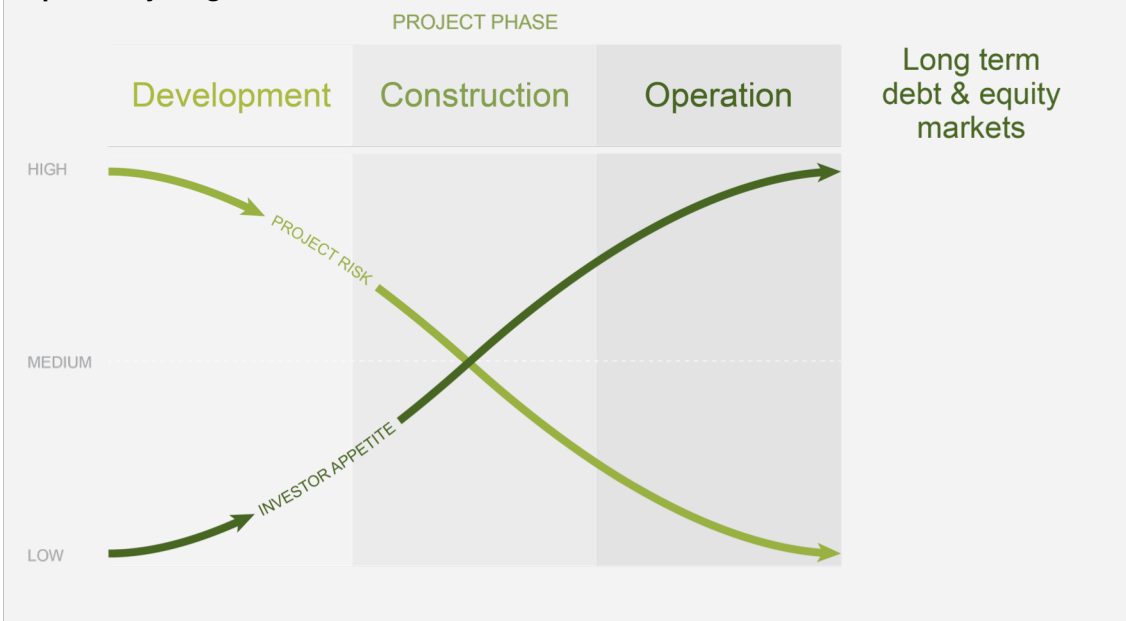 PROJECT PHASE
Development
Construction
Operation
Long term
debt & equity
markets
HIGH
PROJECT RISK
MEDIUM
INVESTOR APPETITE
LOW